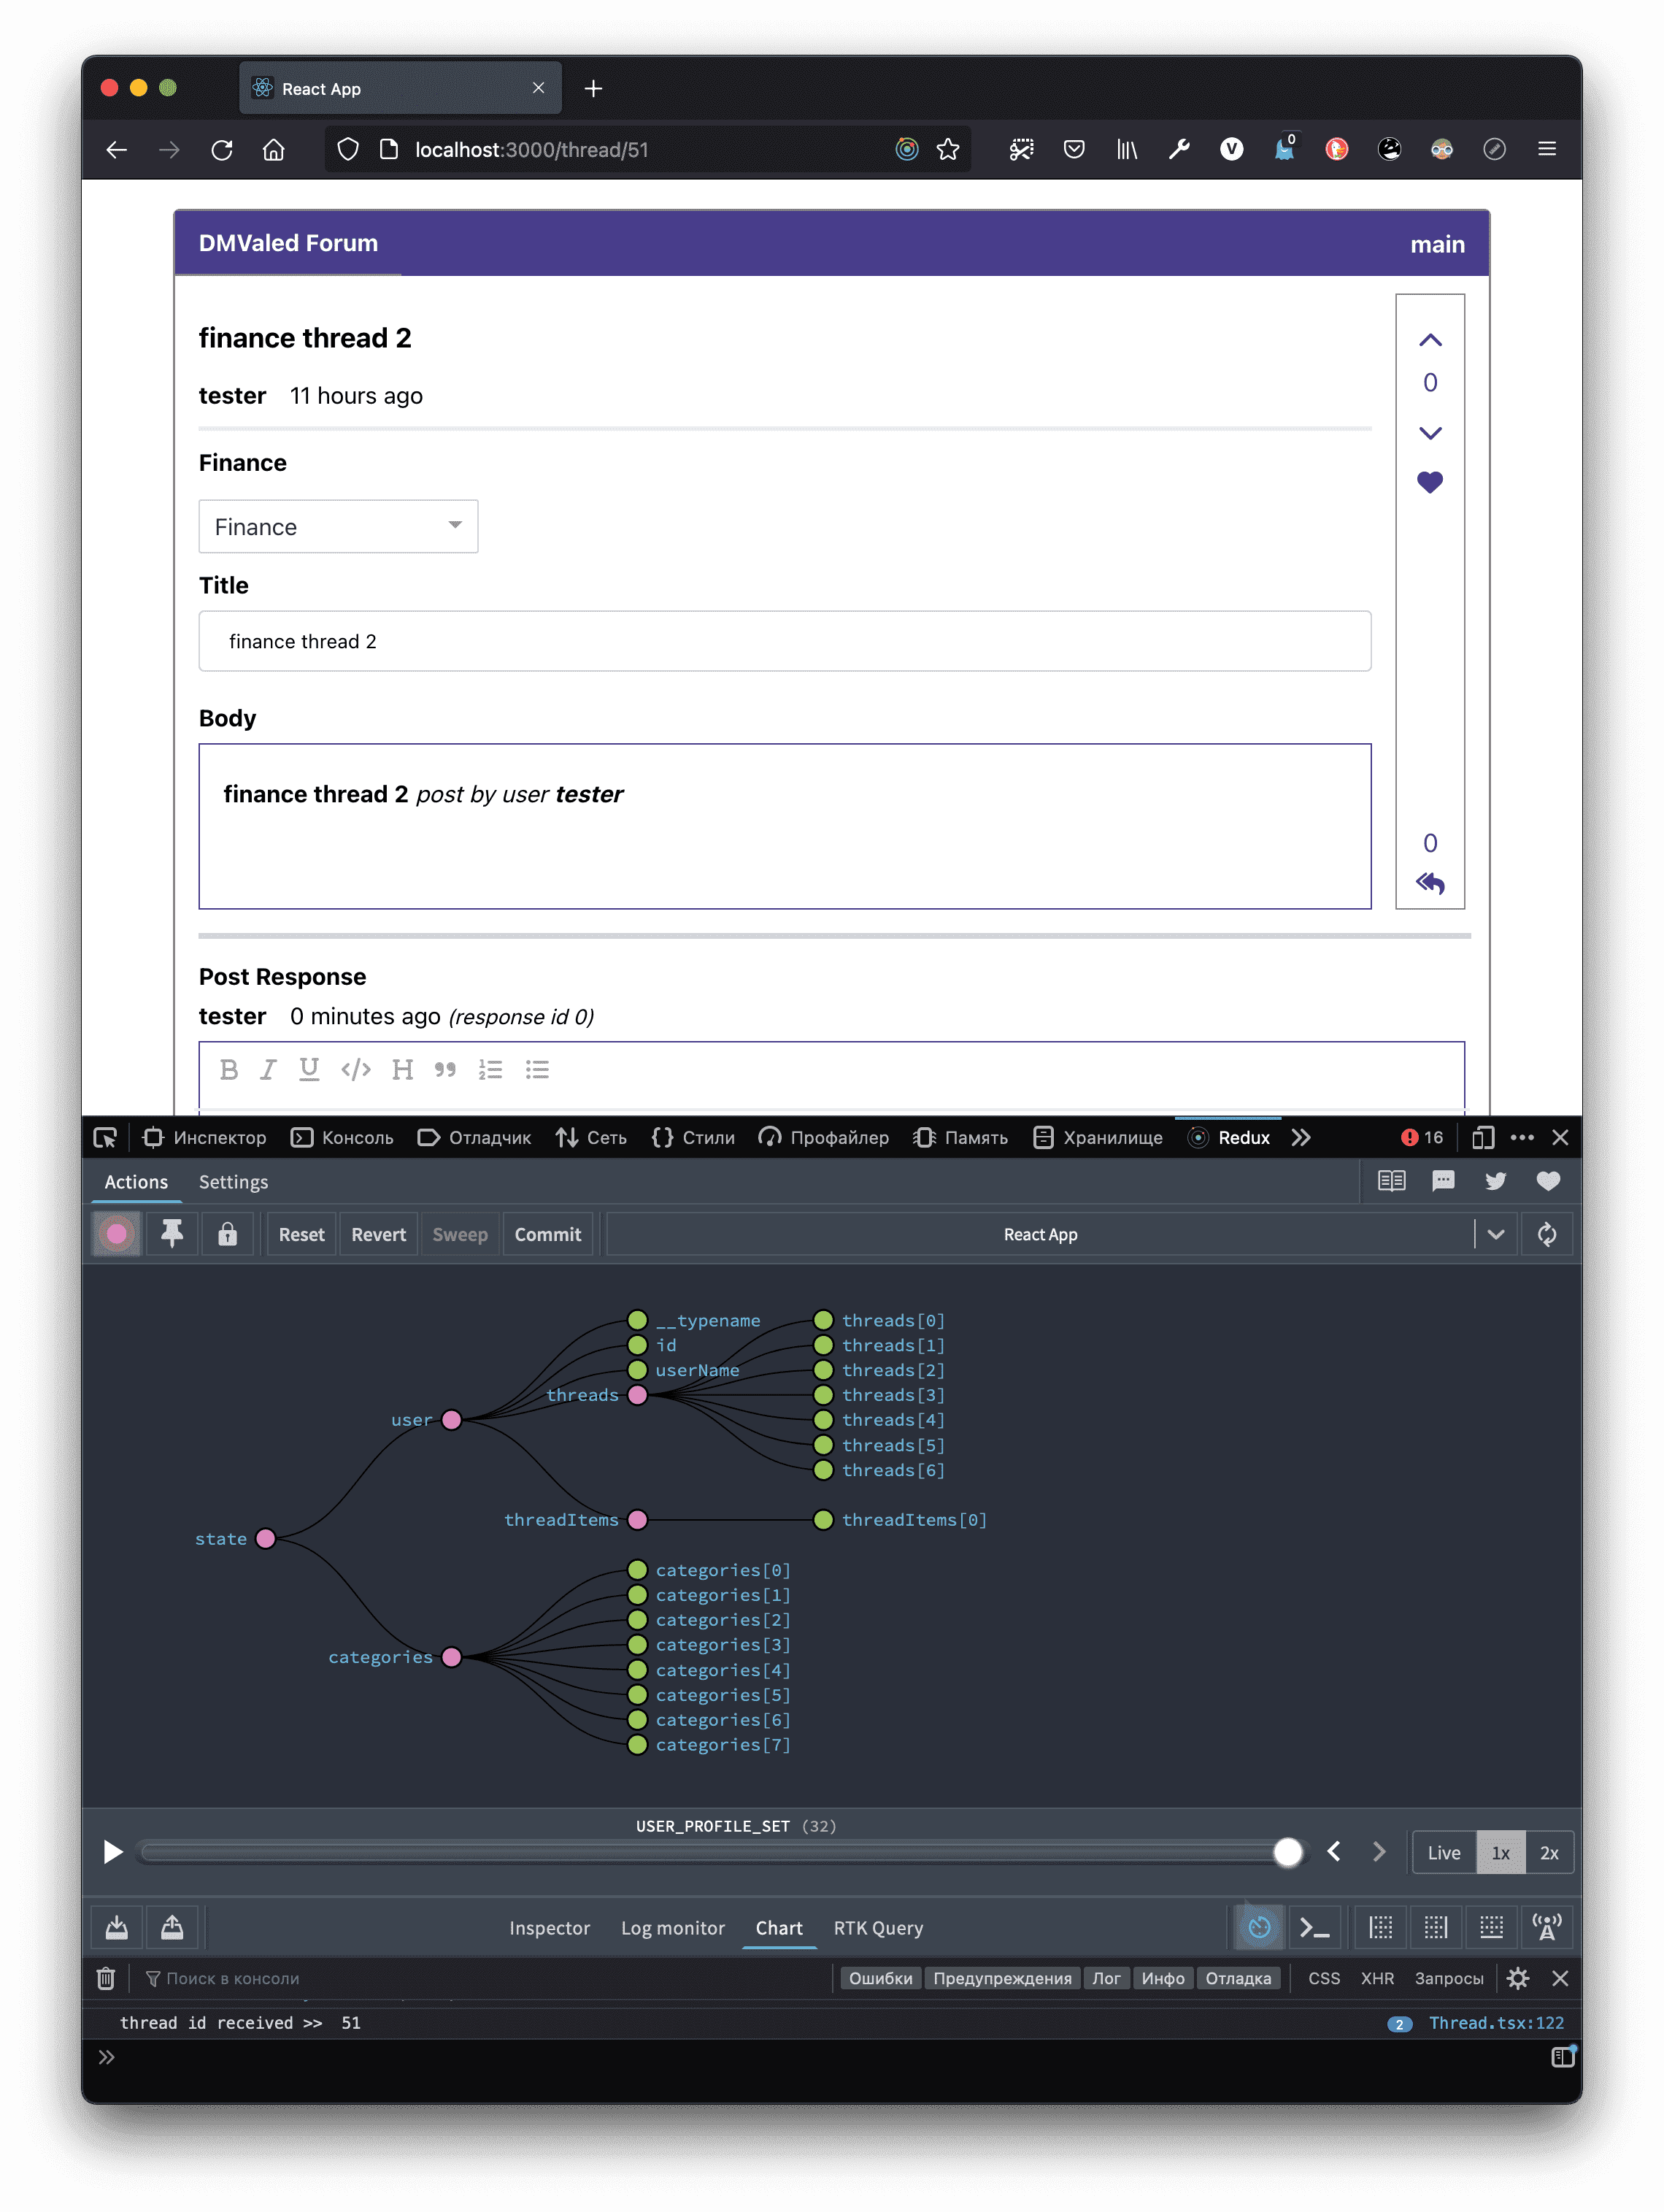 React App
localhost:3000/thread/51
0
DMValed Forum
main
finance thread 2
tester 11 hours ago
0
Finance
Finance
Title
finance thread 2
Body
finance thread 2 post by user tester
0
Post Response
tester 0 minutes ago (response id 0)
Инспектор Консоль Отладчик Сеть Стили Профайлер Память Хранилище Redux 16
Actions Settings
Reset Revert Sweep Commit React App
__typename
id
userName
threads
threads[0]
threads[1]
threads[2]
threads[3]
threads[4]
threads[5]
threads[6]
user
threadItems threadItems[0]
state
categories
categories[0]
categories[1]
categories[2]
categories[3]
categories[4]
categories[5]
categories[6]
categories[7]
USER_PROFILE_SET (32)
Live 1x 2x
Inspector Log monitor Chart RTK Query
Поиск в консоли Ошибки Предупреждения Лог Инфо Отладка CSS XHR Запросы
thread id received >> 51 2 Thread.tsx:122